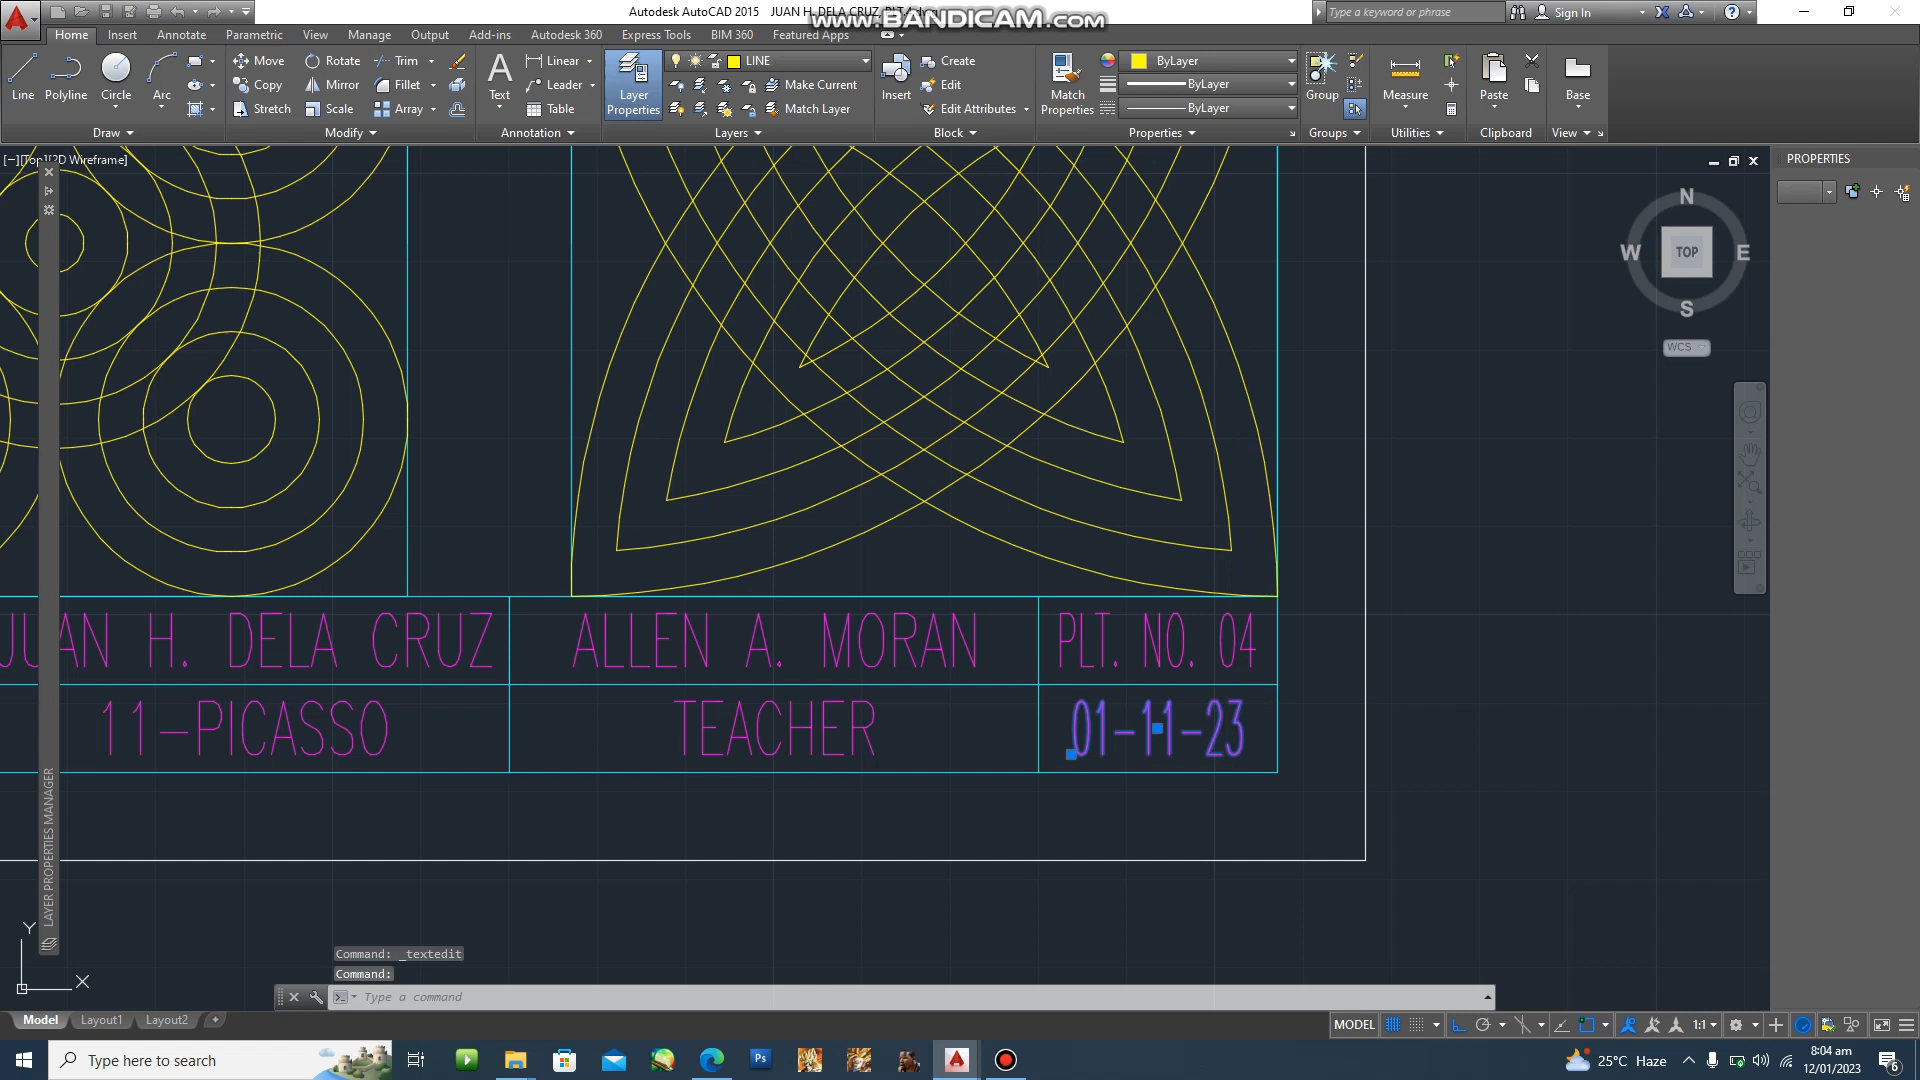 Autodesk AutoCAD 2015 JUAN H. DELA CRUZ_PLT4.dwg
www.BANDICAM.com
Type a keyword or phrase
Sign In
Home Insert Annotate Parametric View Manage Output Add-ins Autodesk 360 Express Tools BIM 360 Featured Apps
Line Polyline Circle Arc
Move Rotate Trim
Copy Mirror Fillet
Stretch Scale Array
Text Linear Leader Table
Layer Properties
LINE
Make Current
Match Layer
Insert Create Edit Edit Attributes
Match Properties
ByLayer
ByLayer
ByLayer
Group Measure Paste Base
Draw Modify Annotation Layers Block Properties Groups Utilities Clipboard View
[−][Top][2D Wireframe]
PROPERTIES
N
W TOP E
S
WCS
LAYER PROPERTIES MANAGER
JUAN H. DELA CRUZ ALLEN A. MORAN PLT. NO. 04
11-PICASSO TEACHER 01-11-23
Y
X
Command: _textedit
Command:
Type a command
Model Layout1 Layout2 +
MODEL 1:1
Type here to search
Ps
25°C Haze
8:04 am
12/01/2023
6